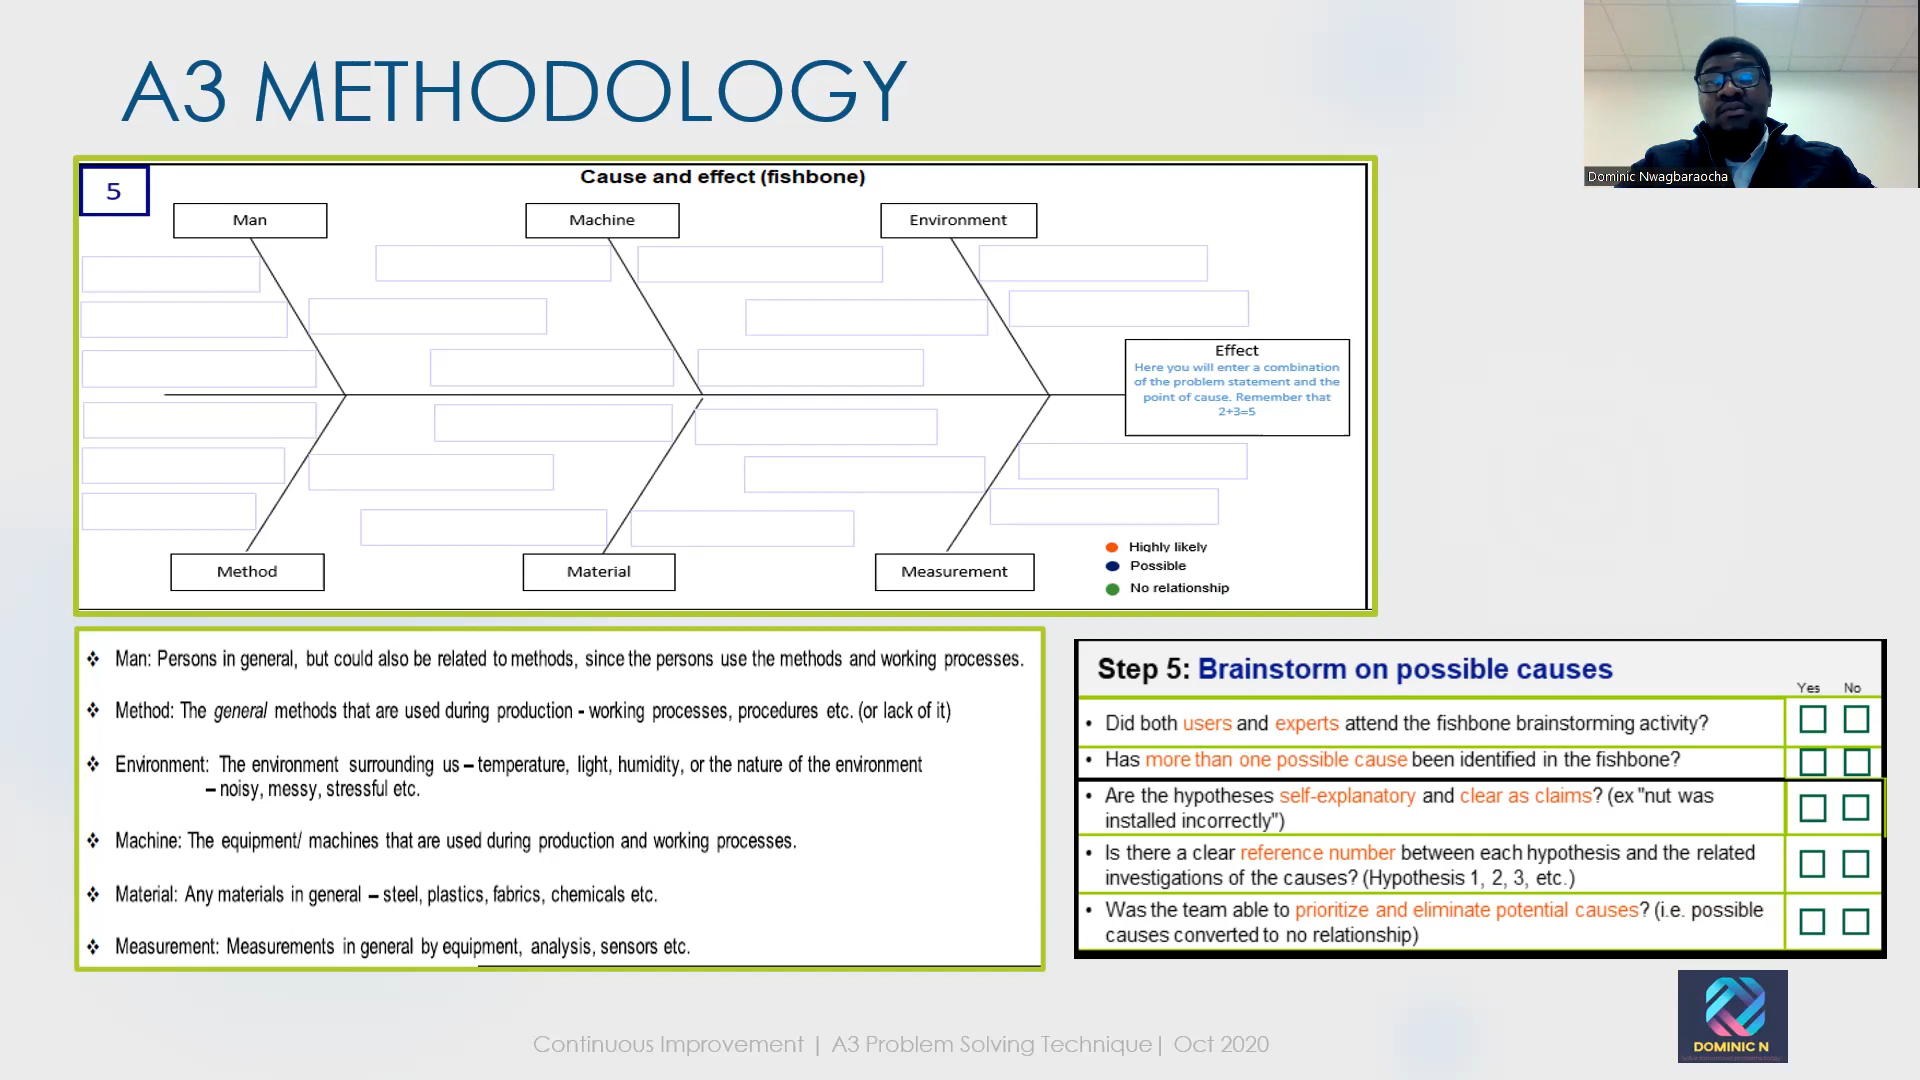 A3 METHODOLOGY
Dominic Nwagbaraocha
5
Cause and effect (fishbone)
Man
Machine
Environment
Effect
Here you will enter a combination
of the problem statement and the
point of cause. Remember that
2+3=5
Method
Material
Measurement
Highly likely
Possible
No relationship
❖ Man: Persons in general, but could also be related to methods, since the persons use the methods and working processes.
❖ Method: The general methods that are used during production - working processes, procedures etc. (or lack of it)
❖ Environment: The environment surrounding us – temperature, light, humidity, or the nature of the environment
– noisy, messy, stressful etc.
❖ Machine: The equipment/ machines that are used during production and working processes.
❖ Material: Any materials in general – steel, plastics, fabrics, chemicals etc.
❖ Measurement: Measurements in general by equipment, analysis, sensors etc.
Step 5: Brainstorm on possible causes
Yes No
• Did both users and experts attend the fishbone brainstorming activity?
• Has more than one possible cause been identified in the fishbone?
• Are the hypotheses self-explanatory and clear as claims? (ex "nut was
installed incorrectly")
• Is there a clear reference number between each hypothesis and the related
investigations of the causes? (Hypothesis 1, 2, 3, etc.)
• Was the team able to prioritize and eliminate potential causes? (i.e. possible
causes converted to no relationship)
DOMINIC N
Continuous Improvement | A3 Problem Solving Technique| Oct 2020